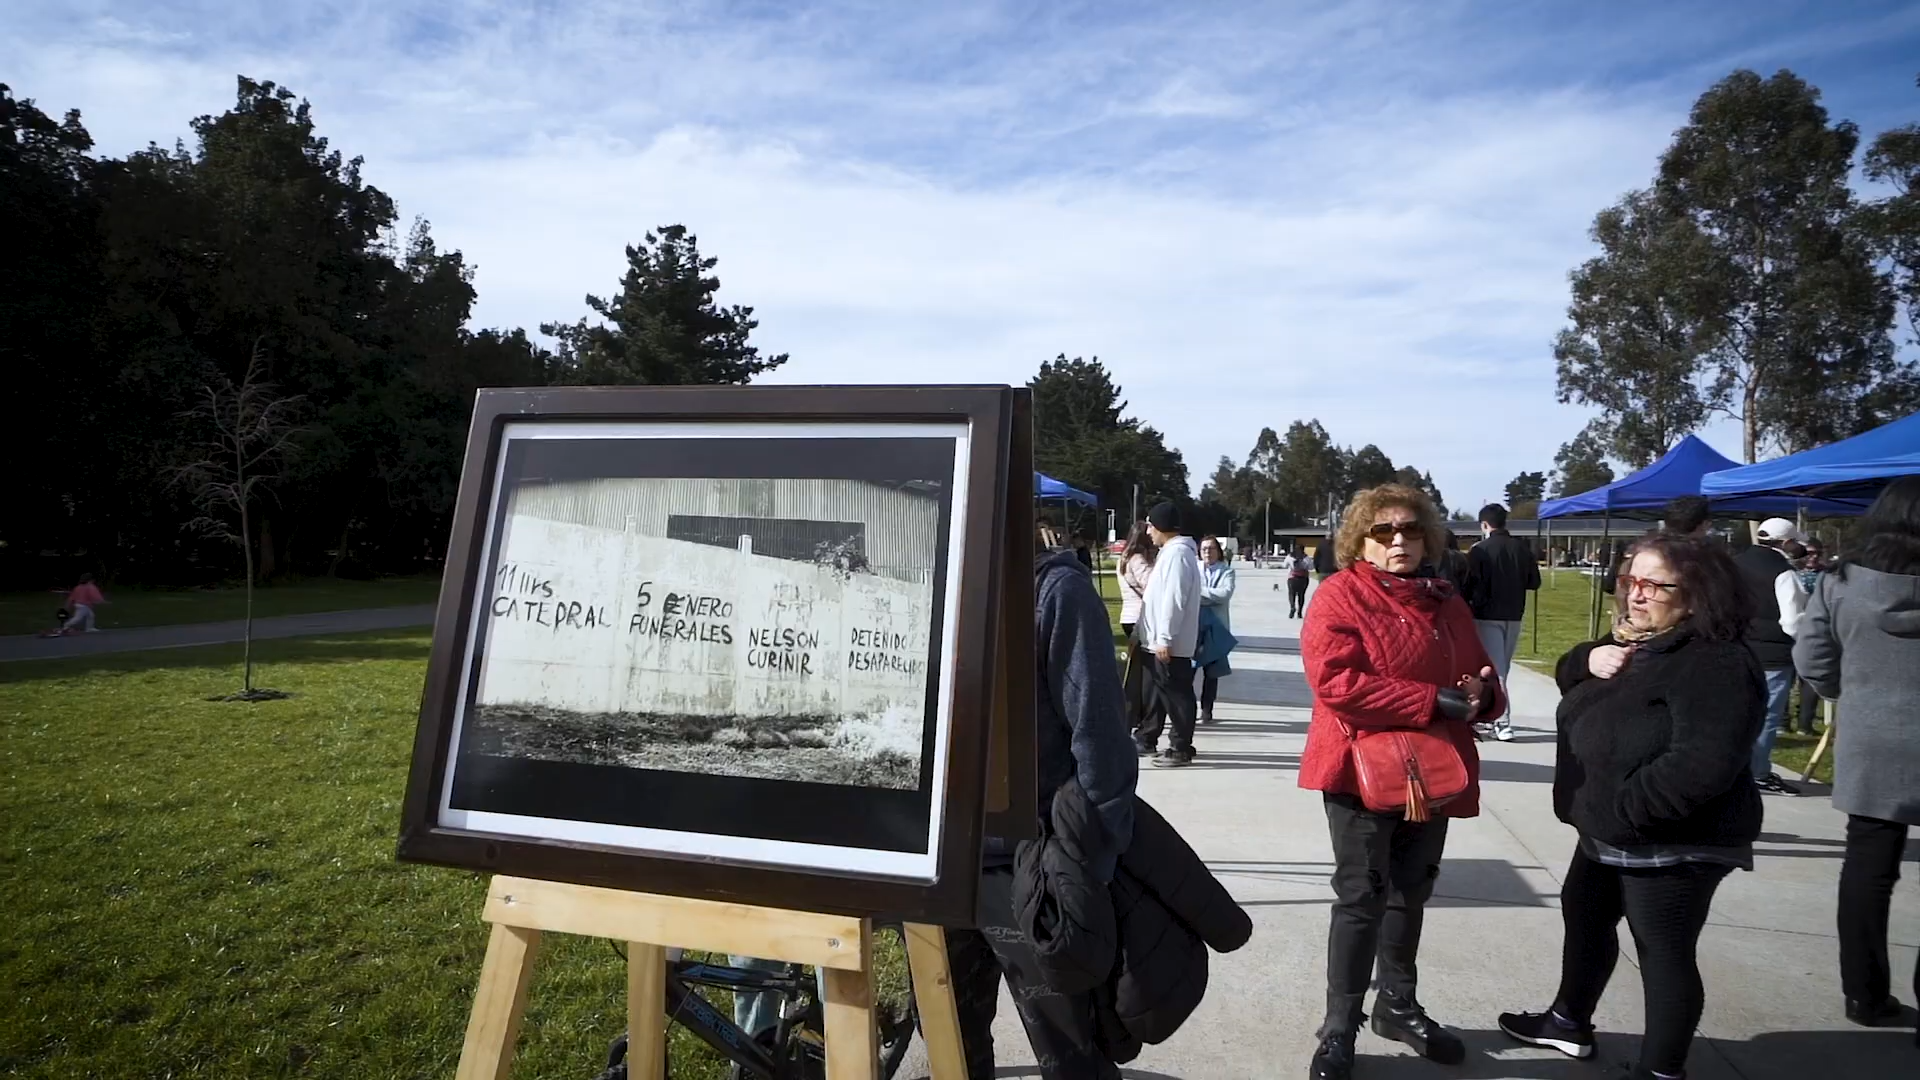 11 hrs
CATEDRAL
5 ENERO
FUNERALES
NELSON
CURIÑIR
DETENIDO
DESAPARECIDO